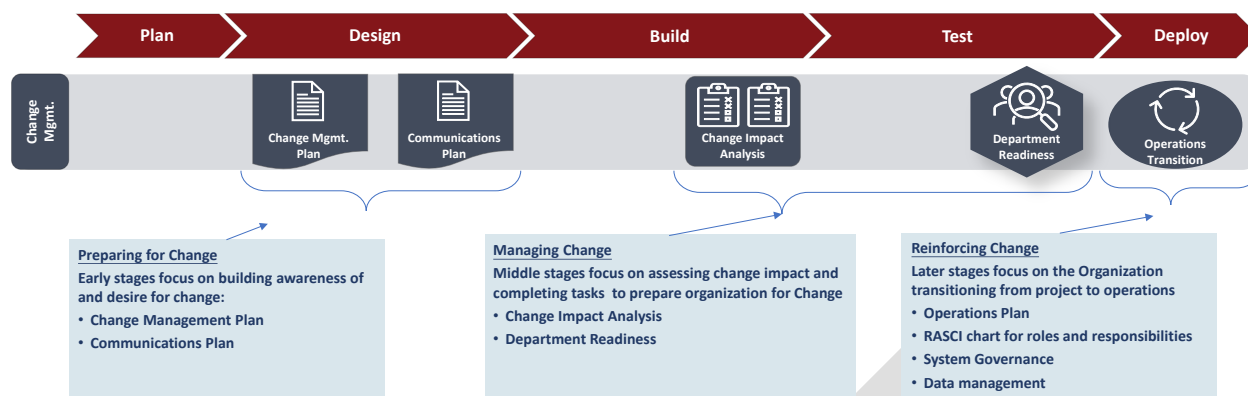 Plan
Design
Build
Test
Deploy
Change
Mgmt.
Change Mgmt.
Plan
Communications
Plan
Change Impact
Analysis
Department
Readiness
Operations
Transition
Preparing for Change
Early stages focus on building awareness of
and desire for change:
• Change Management Plan
• Communications Plan
Managing Change
Middle stages focus on assessing change impact and
completing tasks to prepare organization for Change
• Change Impact Analysis
• Department Readiness
Reinforcing Change
Later stages focus on the Organization
transitioning from project to operations
• Operations Plan
• RASCI chart for roles and responsibilities
• System Governance
• Data management